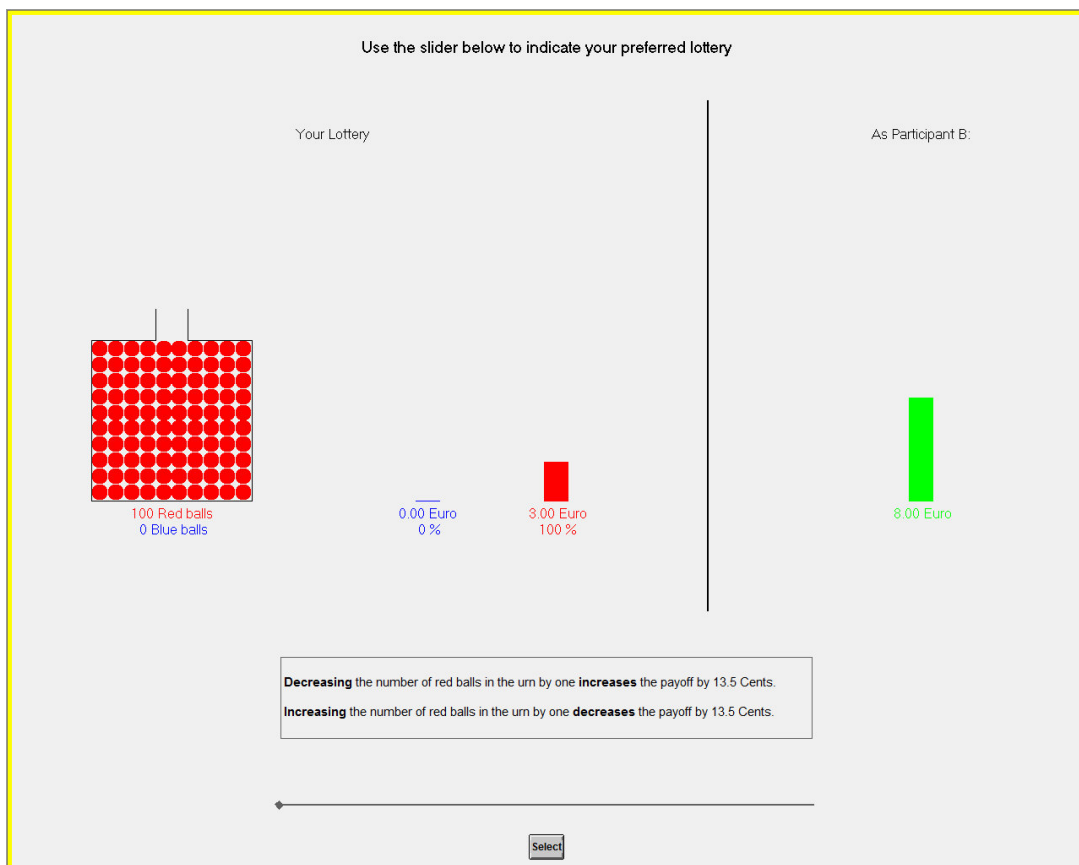 Use the slider below to indicate your preferred lottery
Your Lottery
As Participant B:
100 Red balls
0 Blue balls
0.00 Euro
0 %
3.00 Euro
100 %
8.00 Euro
Decreasing the number of red balls in the urn by one increases the payoff by 13.5 Cents.
Increasing the number of red balls in the urn by one decreases the payoff by 13.5 Cents.
Select